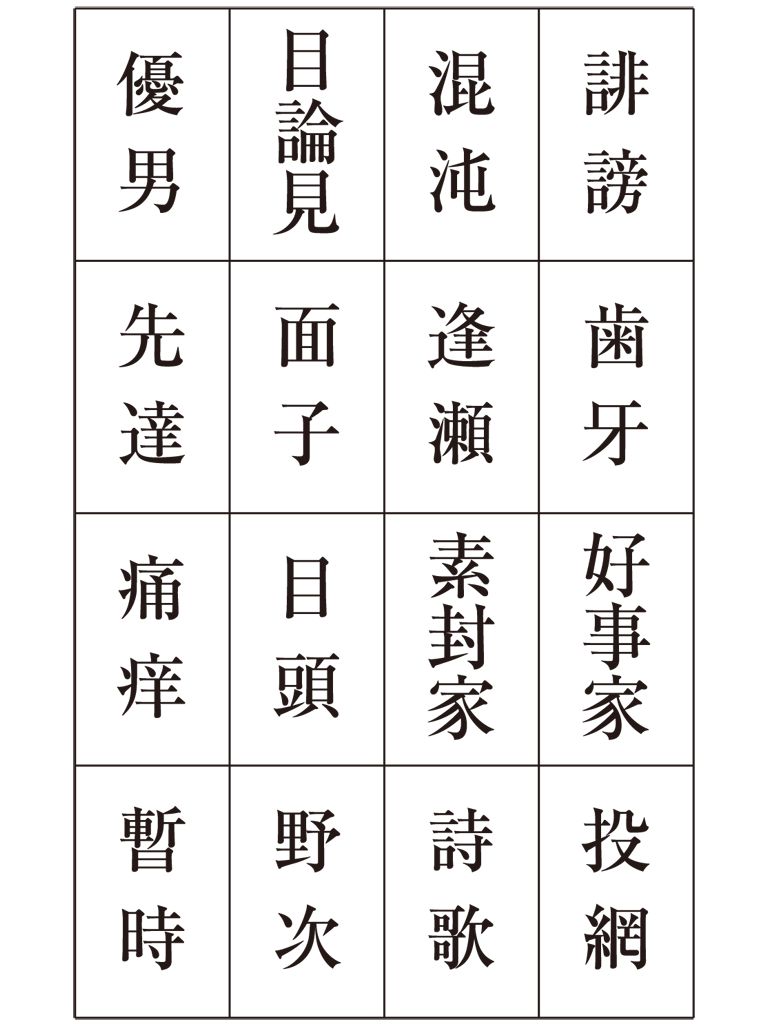 誹謗
混沌
目論見
優男
歯牙
逢瀬
面子
先達
好事家
素封家
目頭
痛痒
投網
詩歌
野次
暫時